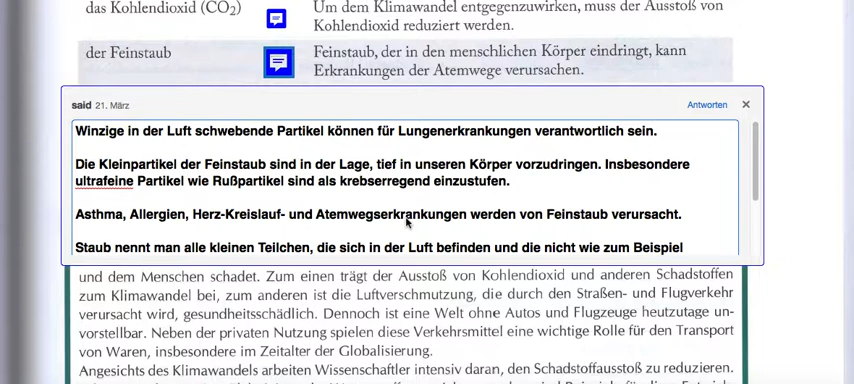 das Kohlendioxid (CO2)
Um dem Klimawandel entgegenzuwirken, muss der Ausstoß von
Kohlendioxid reduziert werden.
der Feinstaub
Feinstaub, der in den menschlichen Körper eindringt, kann
Erkrankungen der Atemwege verursachen.
said 21. März
Antworten
Winzige in der Luft schwebende Partikel können für Lungenerkrankungen verantwortlich sein.
Die Kleinpartikel der Feinstaub sind in der Lage, tief in unseren Körper vorzudringen. Insbesondere
ultrafeine Partikel wie Rußpartikel sind als krebserregend einzustufen.
Asthma, Allergien, Herz-Kreislauf- und Atemwegserkrankungen werden von Feinstaub verursacht.
Staub nennt man alle kleinen Teilchen, die sich in der Luft befinden und die nicht wie zum Beispiel
und dem Menschen schadet. Zum einen trägt der Ausstoß von Kohlendioxid und anderen Schadstoffen
zum Klimawandel bei, zum anderen ist die Luftverschmutzung, die durch den Straßen- und Flugverkehr
verursacht wird, gesundheitsschädlich. Dennoch ist eine Welt ohne Autos und Flugzeuge heutzutage un-
vorstellbar. Neben der privaten Nutzung spielen diese Verkehrsmittel eine wichtige Rolle für den Transport
von Waren, insbesondere im Zeitalter der Globalisierung.
Angesichts des Klimawandels arbeiten Wissenschaftler intensiv daran, den Schadstoffausstoß zu reduzieren.